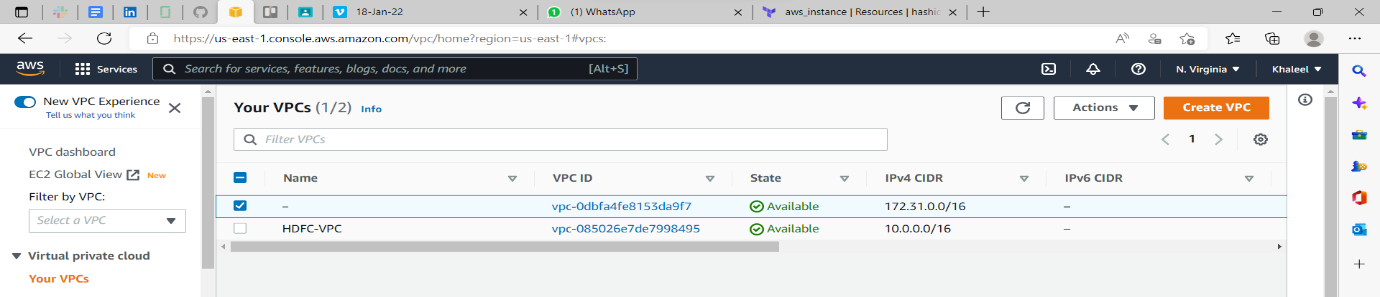 18-Jan-22
(1) WhatsApp
aws_instance | Resources | hashic
https://us-east-1.console.aws.amazon.com/vpc/home?region=us-east-1#vpcs:
aws
Services
Search for services, features, blogs, docs, and more
[Alt+S]
N. Virginia
Khaleel
New VPC Experience
Tell us what you think
Your VPCs (1/2) Info
Actions
Create VPC
Filter VPCs
1
VPC dashboard
EC2 Global View New
Filter by VPC:
Select a VPC
Virtual private cloud
Your VPCs
Name VPC ID State IPv4 CIDR IPv6 CIDR
– vpc-0dbfa4fe8153da9f7 Available 172.31.0.0/16 –
HDFC-VPC vpc-085026e7de7998495 Available 10.0.0.0/16 –